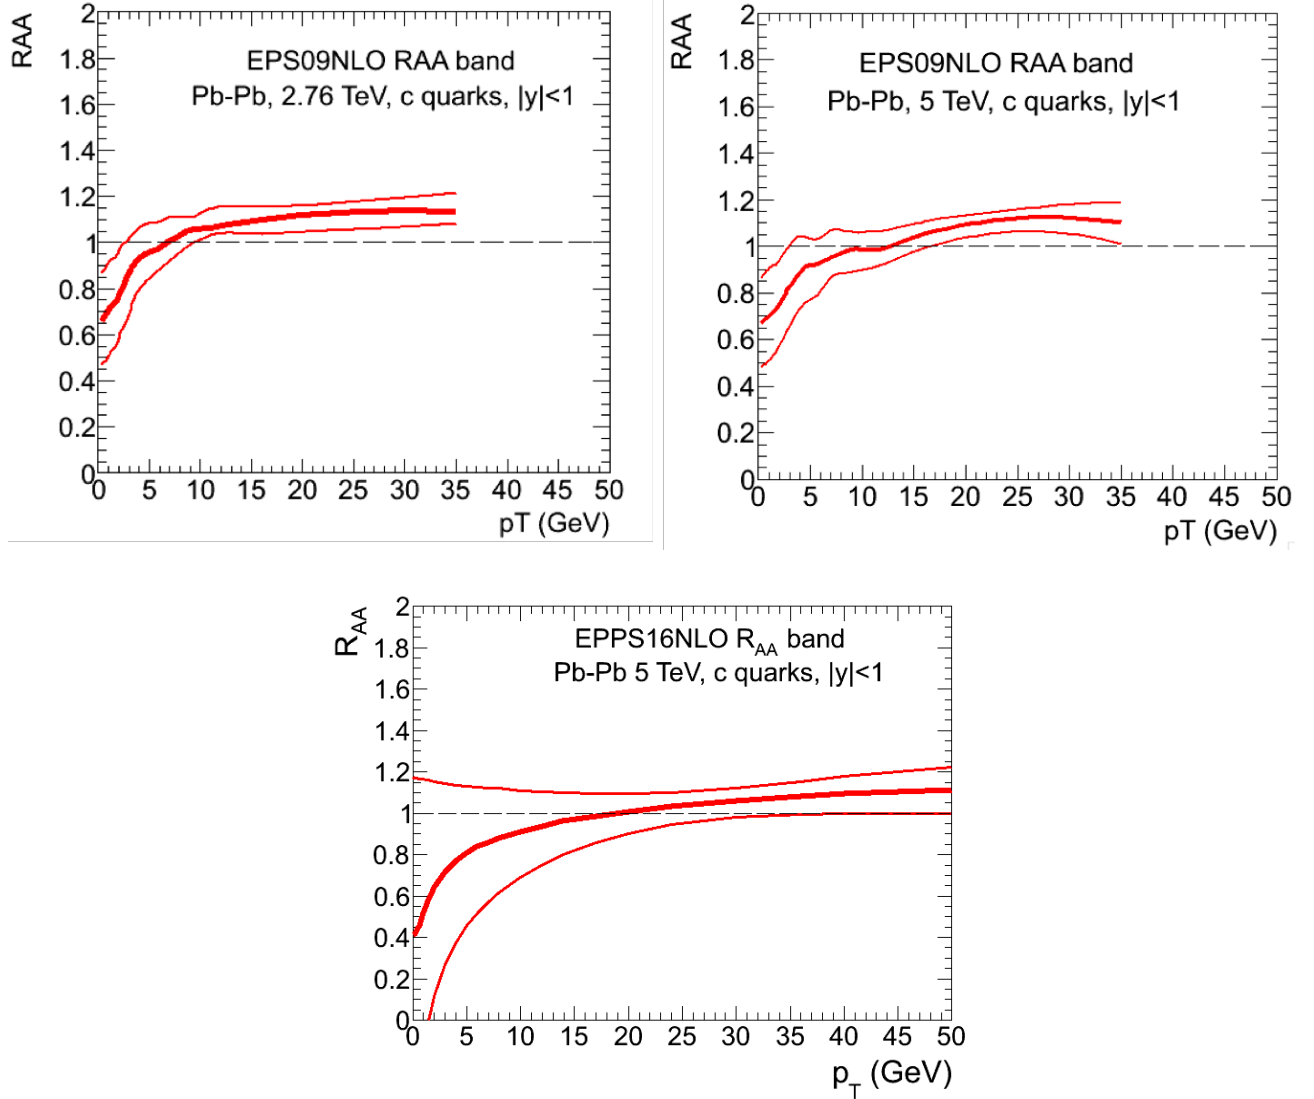 RAA
2
1.8
1.6
1.4
1.2
1
0.8
0.6
0.4
0.2
0
EPS09NLO RAA band
Pb-Pb, 2.76 TeV, c quarks, |y|<1
0 5 10 15 20 25 30 35 40 45 50
pT (GeV)
RAA
2
1.8
1.6
1.4
1.2
1
0.8
0.6
0.4
0.2
0
EPS09NLO RAA band
Pb-Pb, 5 TeV, c quarks, |y|<1
0 5 10 15 20 25 30 35 40 45 50
pT (GeV)
R_AA
2
1.8
1.6
1.4
1.2
1
0.8
0.6
0.4
0.2
0
EPPS16NLO R_AA band
Pb-Pb 5 TeV, c quarks, |y|<1
0 5 10 15 20 25 30 35 40 45 50
p_T (GeV)